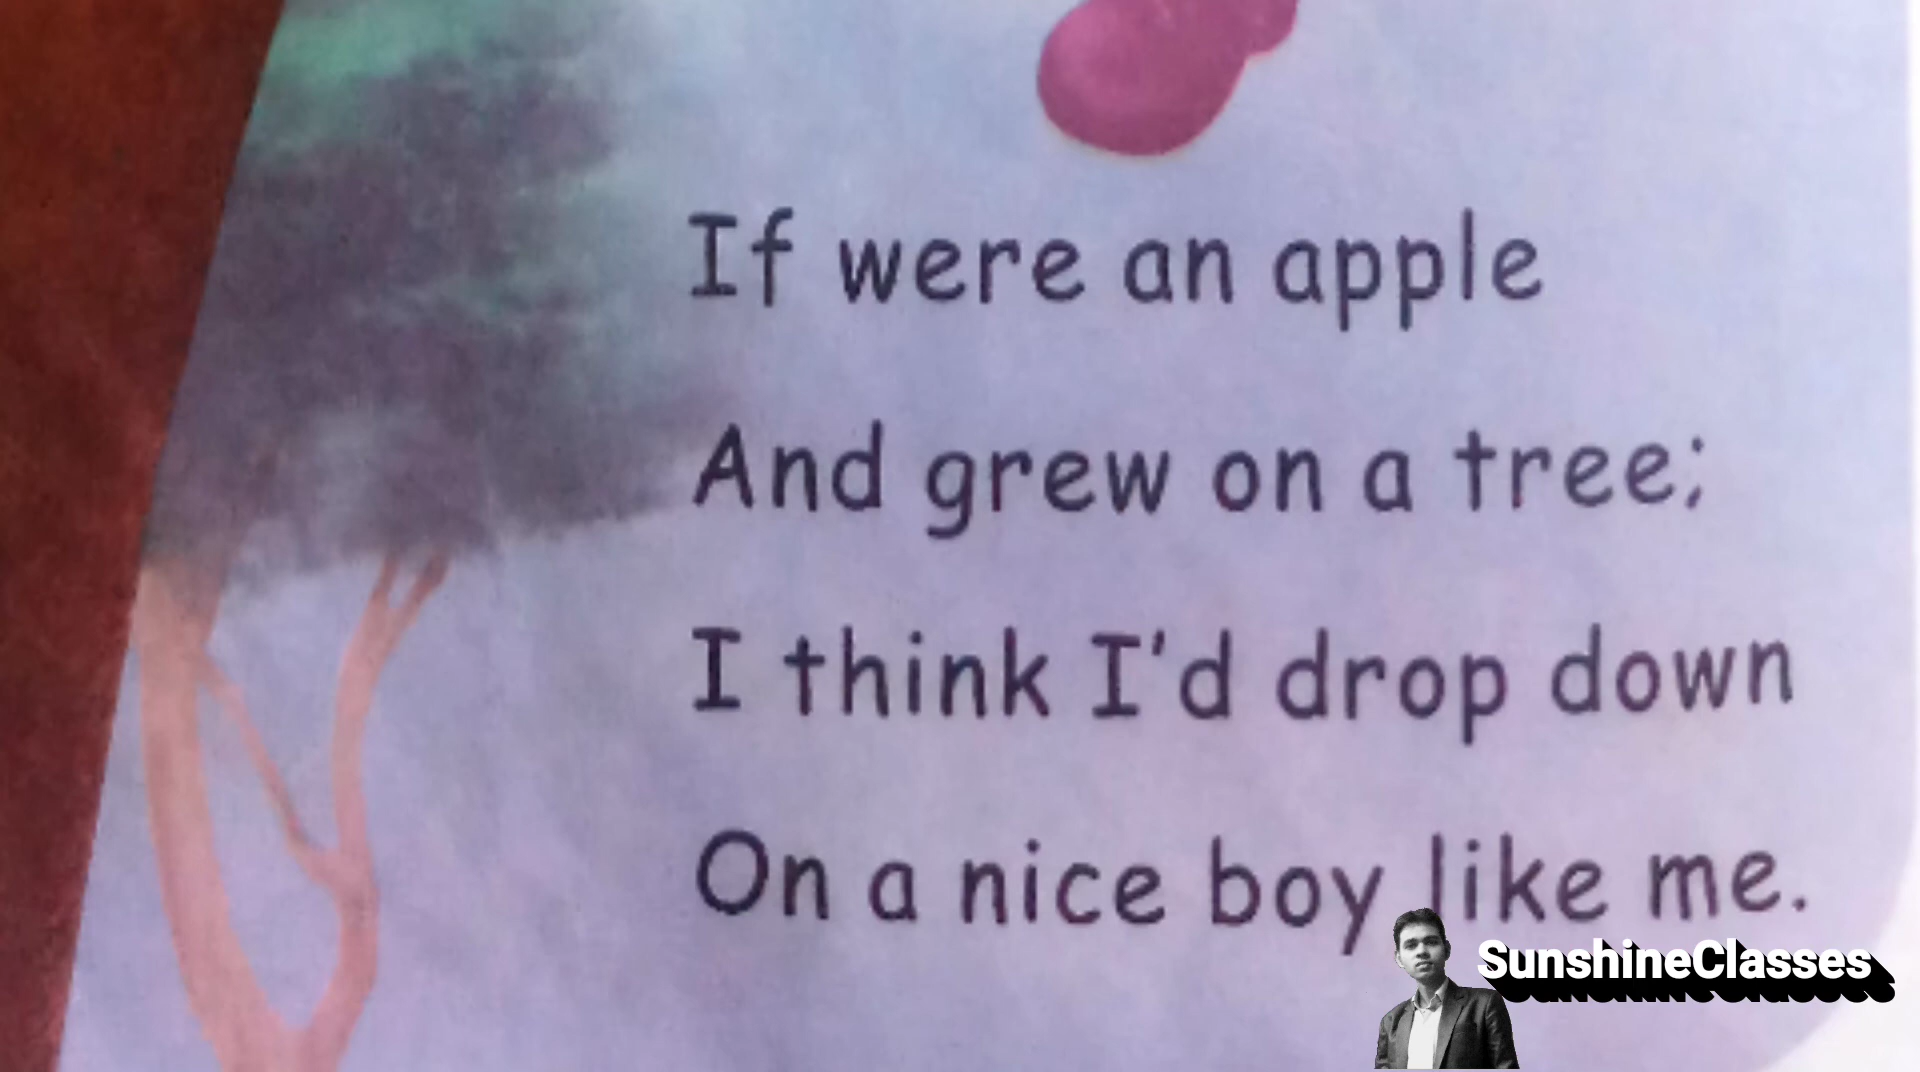 If were an apple
And grew on a tree;
I think I'd drop down
On a nice boy like me.
SunshineClasses